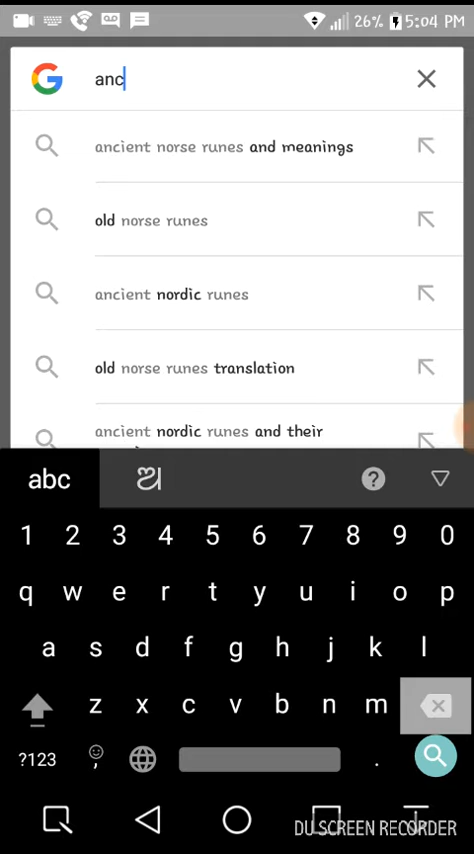 26% 5:04 PM
anc
ancient norse runes and meanings
old norse runes
ancient nordic runes
old norse runes translation
ancient nordic runes and their
abc ଆ ?
1 2 3 4 5 6 7 8 9 0
q w e r t y u i o p
a s d f g h j k l
z x c v b n m
?123 , .
DU SCREEN RECORDER